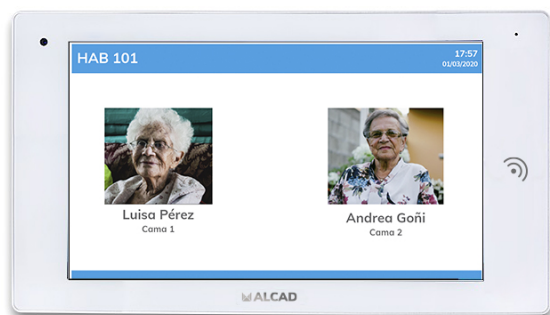 HAB 101
17:57
01/03/2020
Luisa Pérez
Cama 1
Andrea Goñi
Cama 2
ALCAD